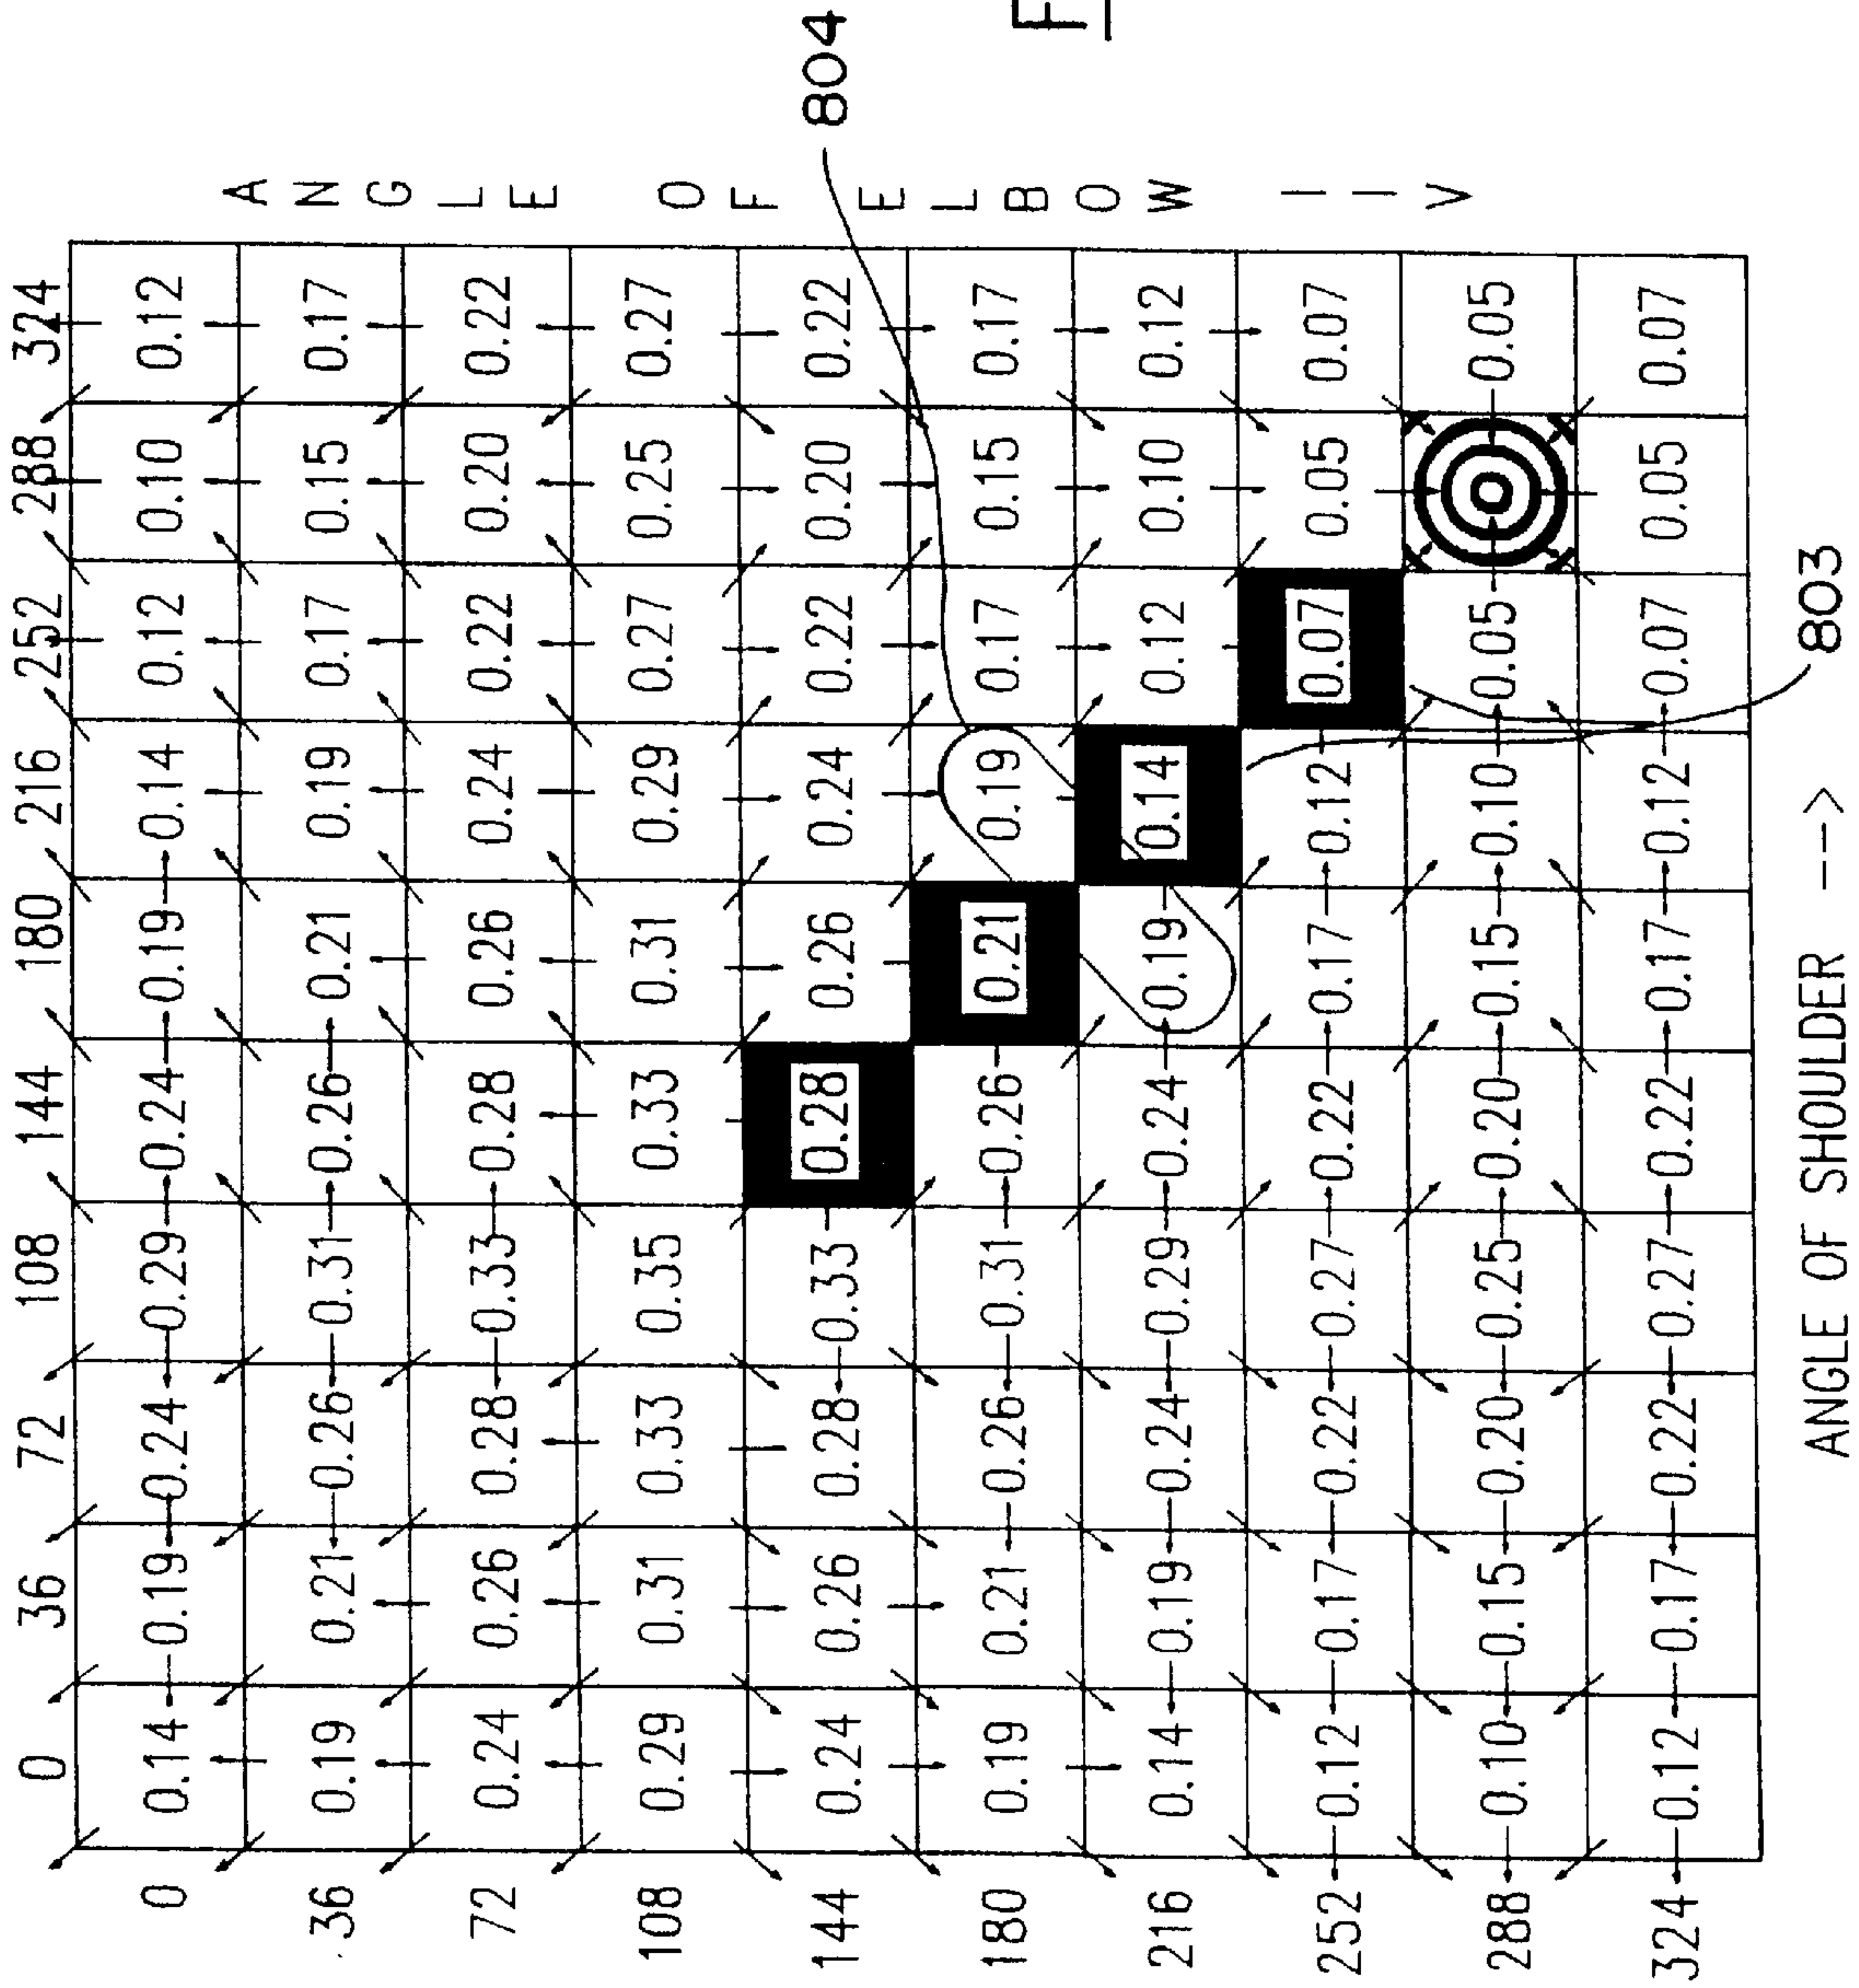 0 36 72 108 144 180 216 252 288 324
0 0.14 0.19 0.24 0.29 0.24 0.19 0.14 0.12 0.10 0.12
36 0.19 0.21 0.26 0.31 0.26 0.21 0.19 0.17 0.15 0.17
72 0.24 0.26 0.28 0.33 0.28 0.26 0.24 0.22 0.20 0.22
108 0.29 0.31 0.33 0.35 0.33 0.31 0.29 0.27 0.25 0.27
144 0.24 0.26 0.28 0.33 0.28 0.26 0.24 0.22 0.20 0.22
180 0.19 0.21 0.26 0.31 0.26 0.21 0.19 0.17 0.15 0.17
216 0.14 0.19 0.24 0.29 0.24 0.19 0.14 0.12 0.10 0.12
252 0.12 0.17 0.22 0.27 0.22 0.17 0.12 0.07 0.05 0.07
288 0.10 0.15 0.20 0.25 0.20 0.15 0.10 0.05 0.05
324 0.12 0.17 0.22 0.27 0.22 0.17 0.12 0.07 0.05 0.07
ANGLE OF ELBOW --V
804
803
ANGLE OF SHOULDER -->
F